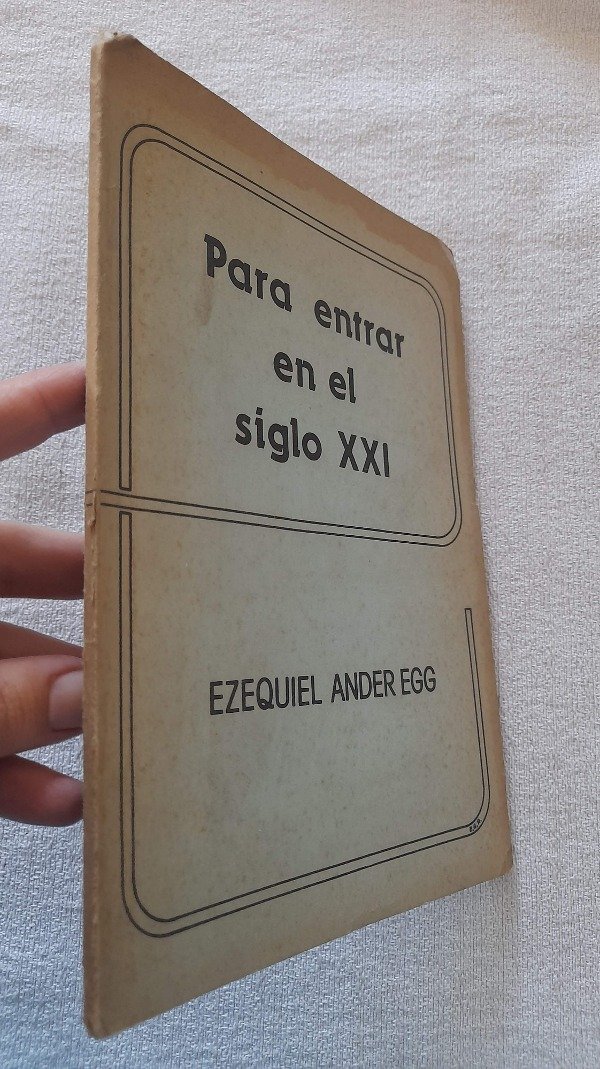 Para entrar
en el
siglo XXI
EZEQUIEL ANDER EGG